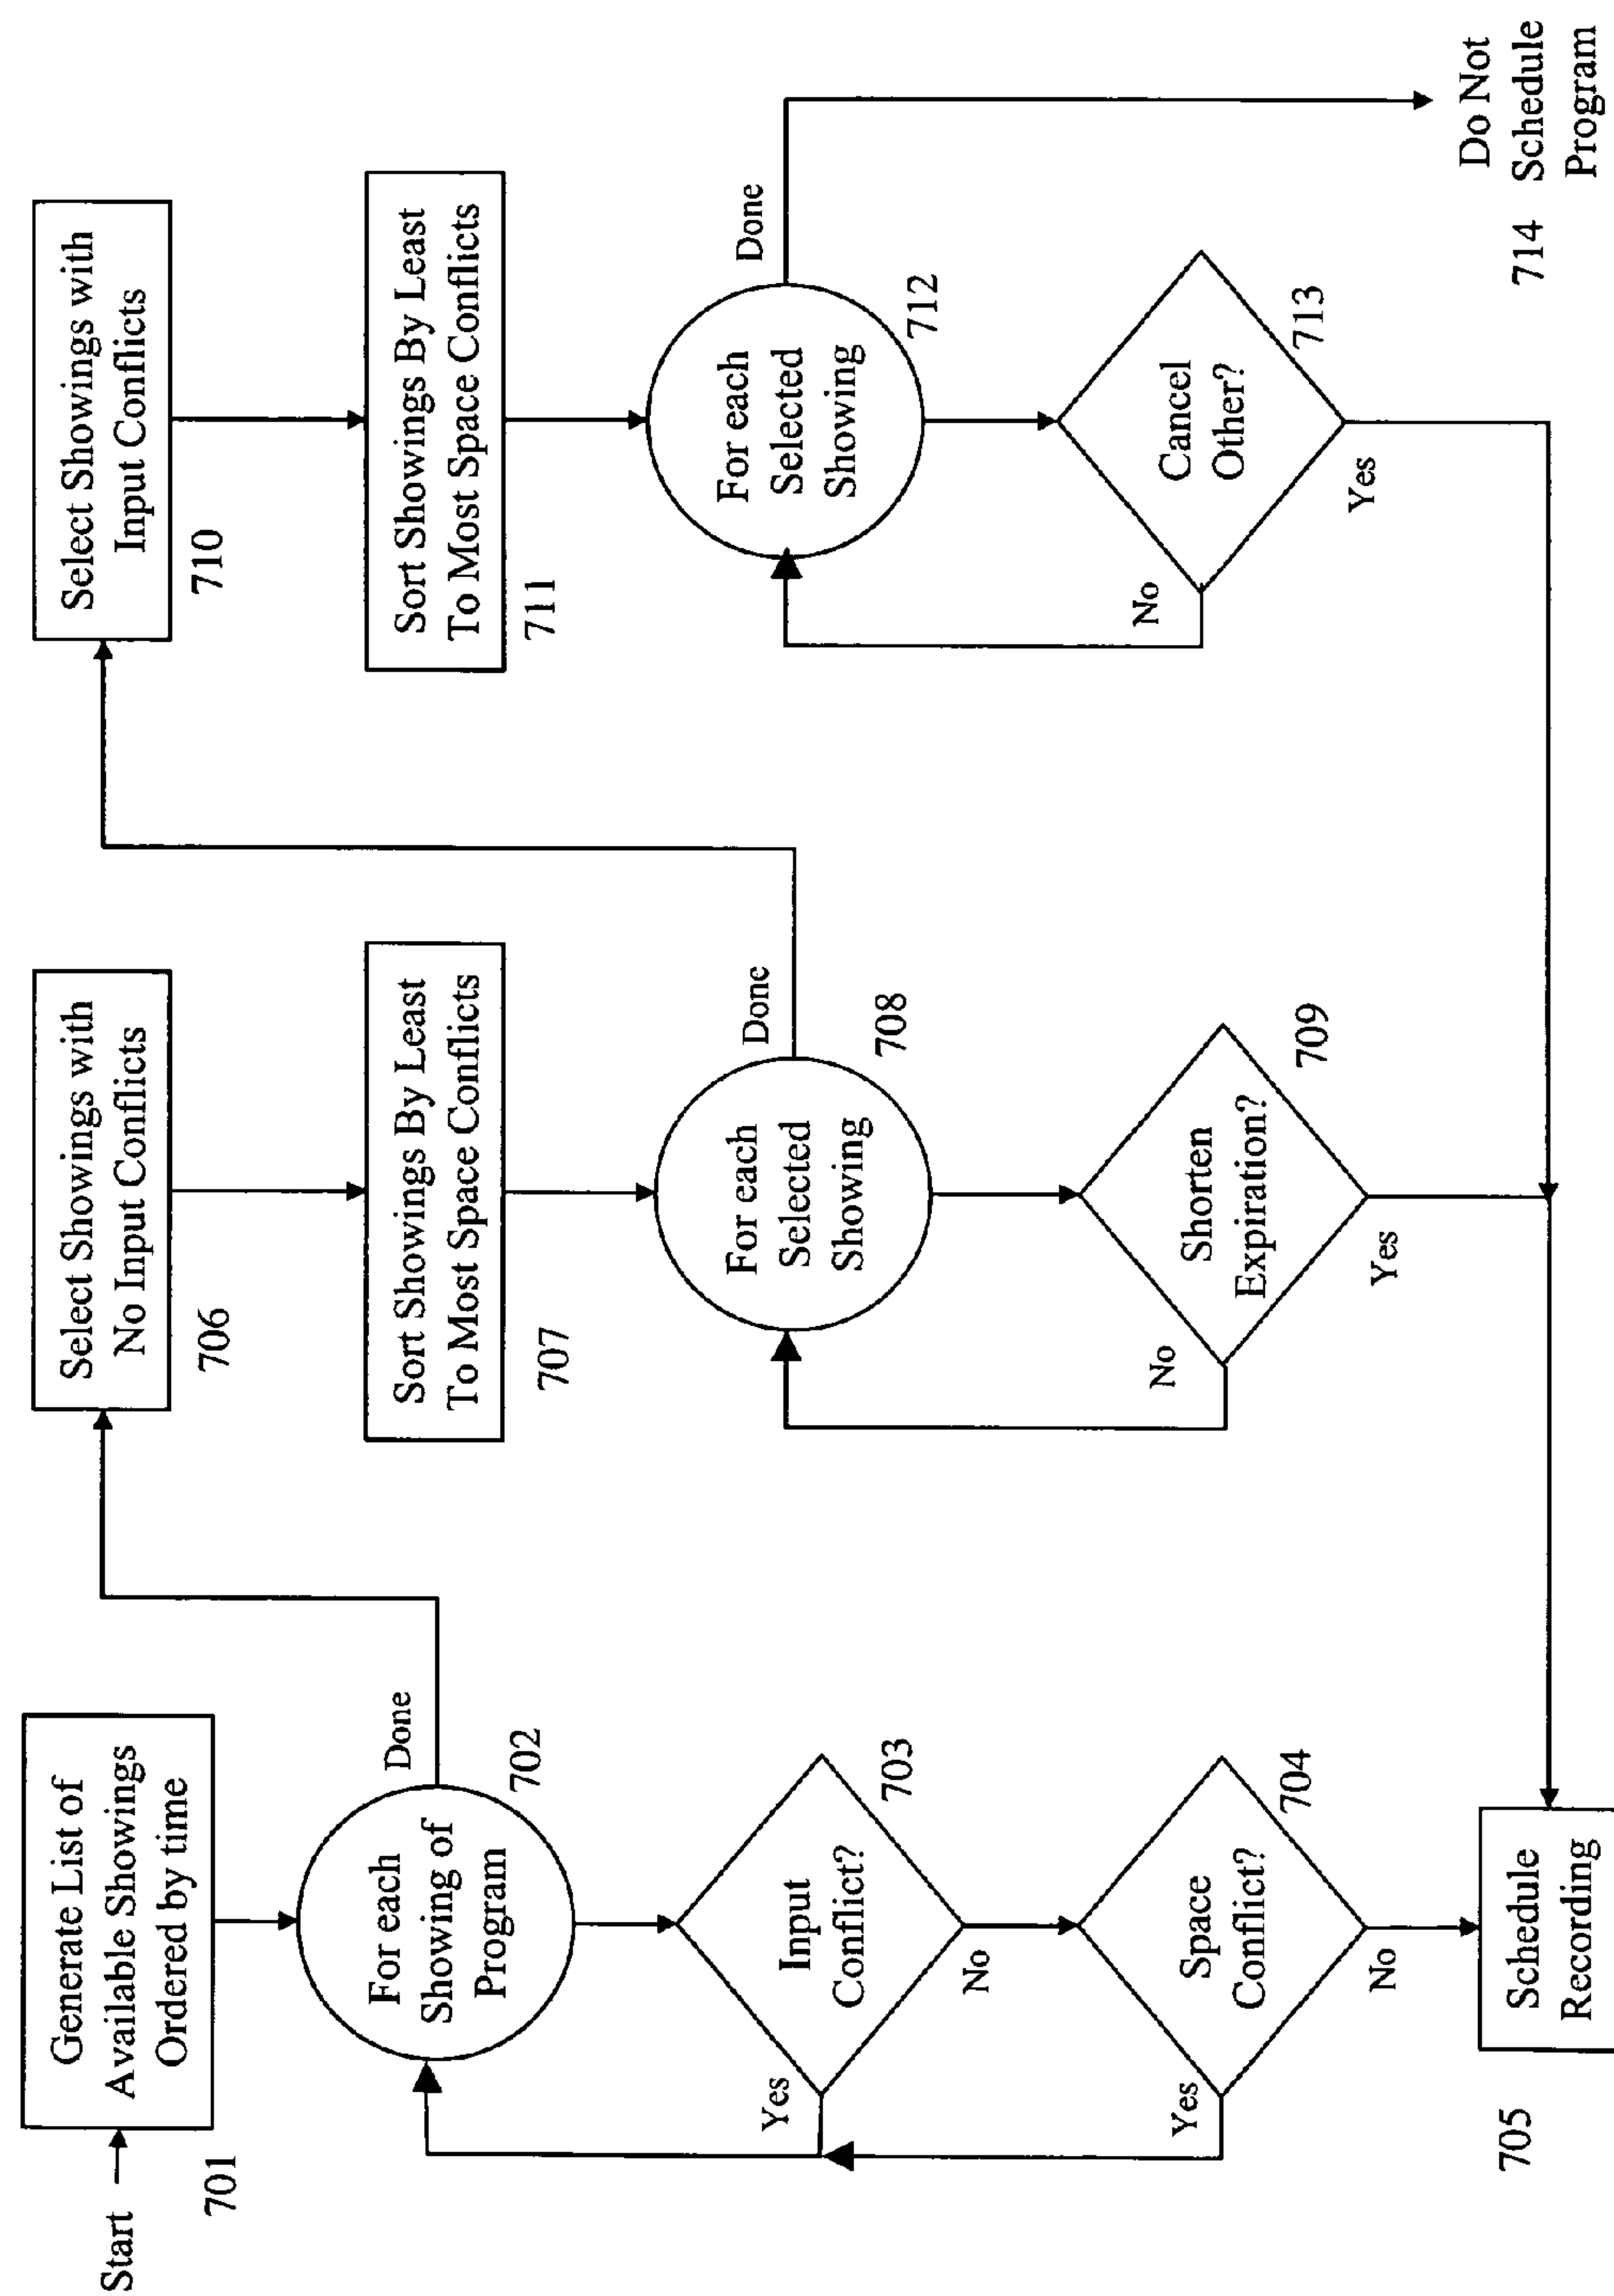 Start
Generate List of
Available Showings
Ordered by time
701
For each
Showing of
Program
Done
702
Input
Conflict?
703
Yes
No
Space
Conflict?
704
Yes
No
Schedule
Recording
705
Select Showings with
No Input Conflicts
706
Sort Showings By Least
To Most Space Conflicts
707
For each
Selected
Showing
Done
708
Shorten
Expiration?
709
No
Yes
Select Showings with
Input Conflicts
710
Sort Showings By Least
To Most Space Conflicts
711
For each
Selected
Showing
Done
712
Cancel
Other?
713
No
Yes
Do Not
714 Schedule
Program